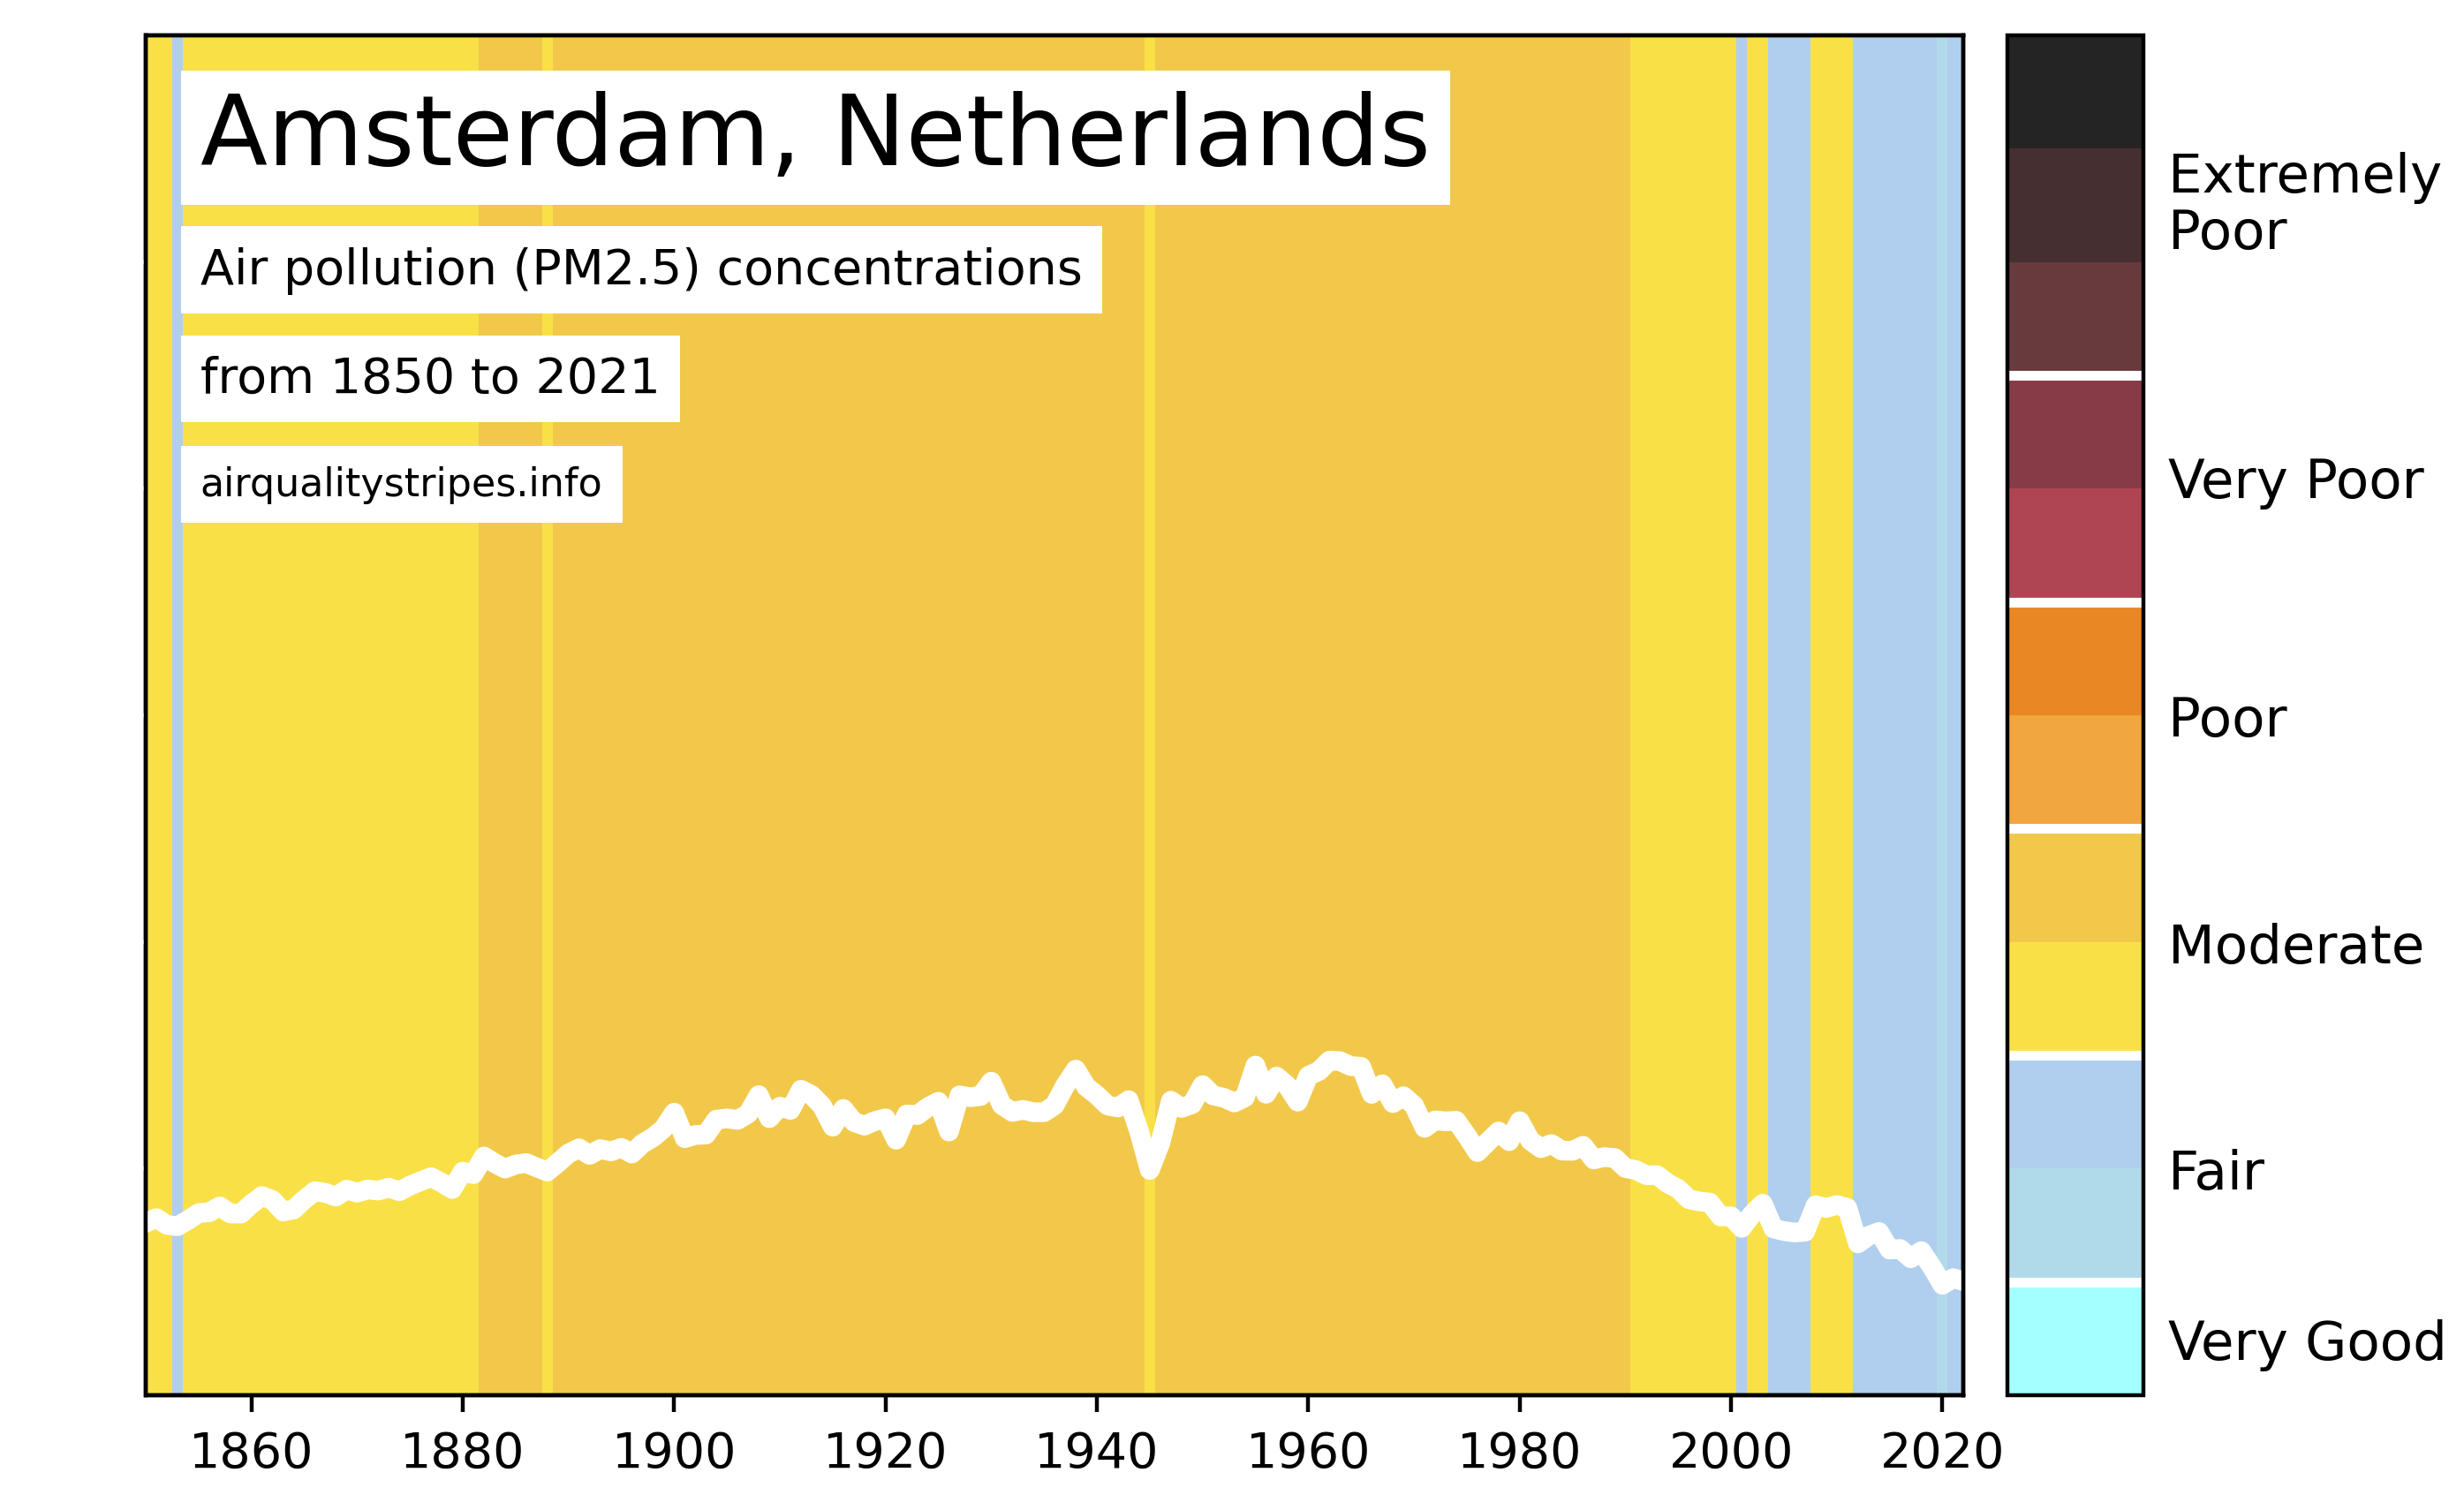 Amsterdam, Netherlands
Air pollution (PM2.5) concentrations
from 1850 to 2021
airqualitystripes.info
Extremely
Poor
Very Poor
Poor
Moderate
Fair
Very Good
1860 1880 1900 1920 1940 1960 1980 2000 2020